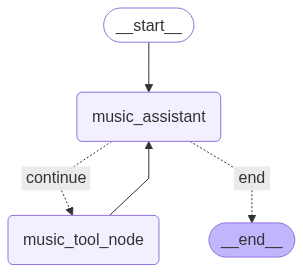 __start__
music_assistant
continue
end
music_tool_node
__end__